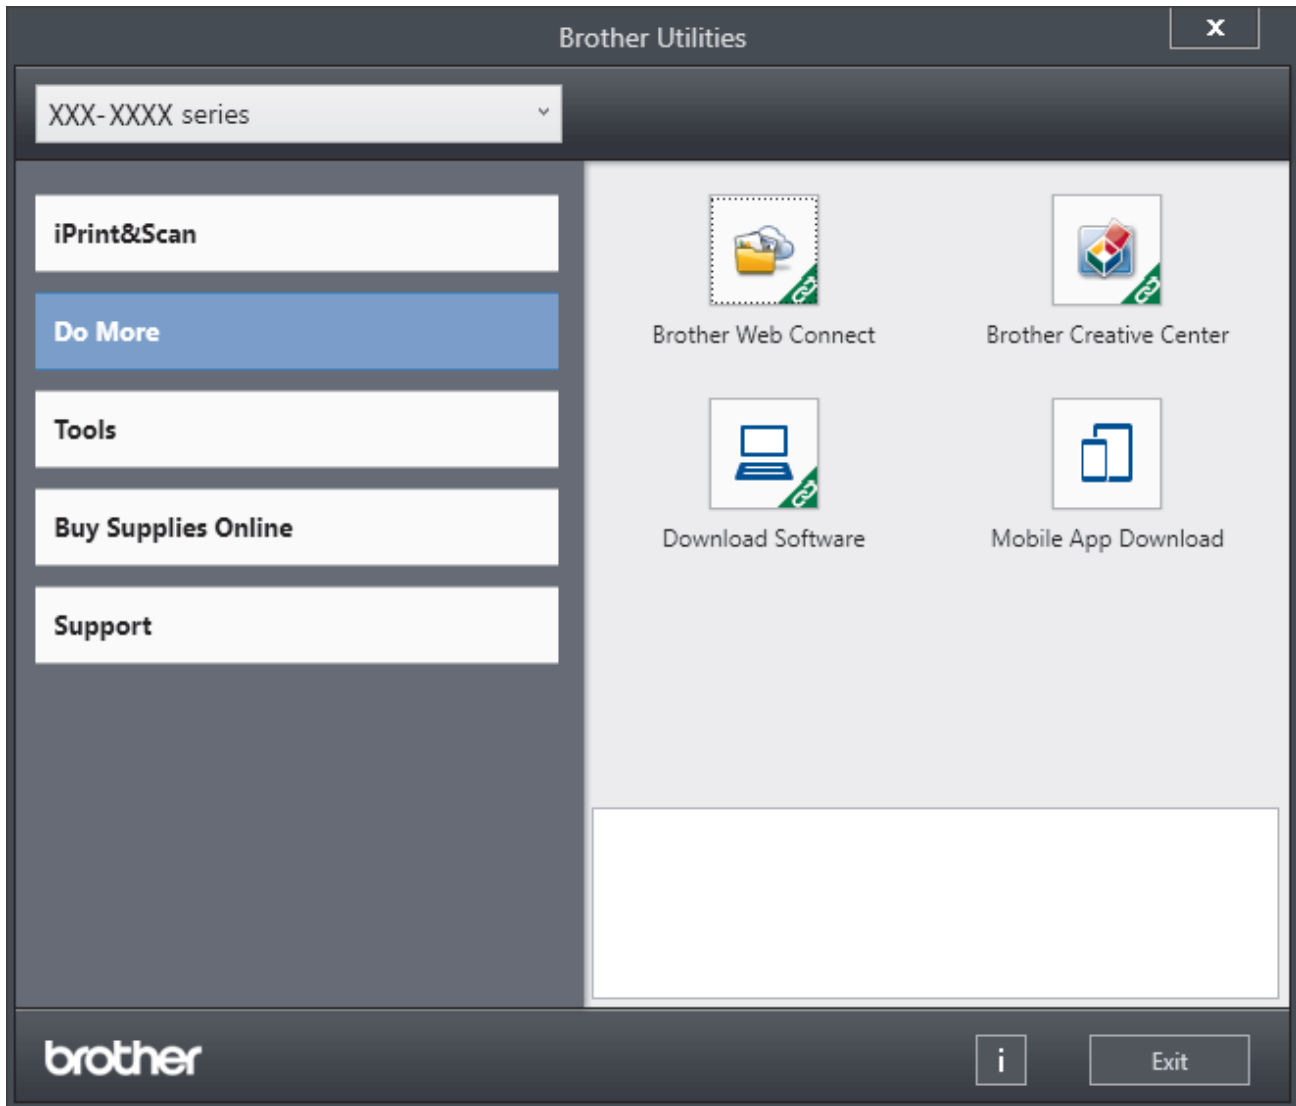 Brother Utilities
X
XXX-XXXX series
iPrint&Scan
Do More
Tools
Buy Supplies Online
Support
Brother Web Connect
Brother Creative Center
Download Software
Mobile App Download
brother
i
Exit